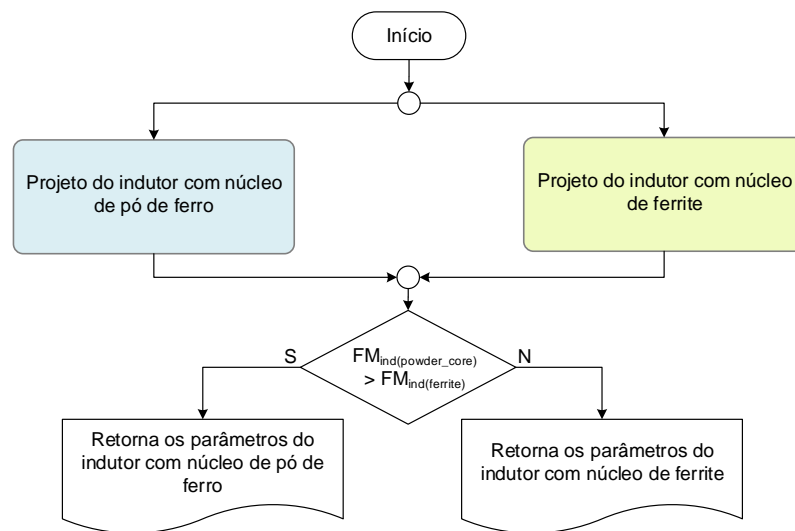 Início
Projeto do indutor com núcleo
de pó de ferro
Projeto do indutor com núcleo
de ferrite
S
FMind(powder_core)
> FMind(ferrite)
N
Retorna os parâmetros do
indutor com núcleo de pó de
ferro
Retorna os parâmetros do
indutor com núcleo de ferrite